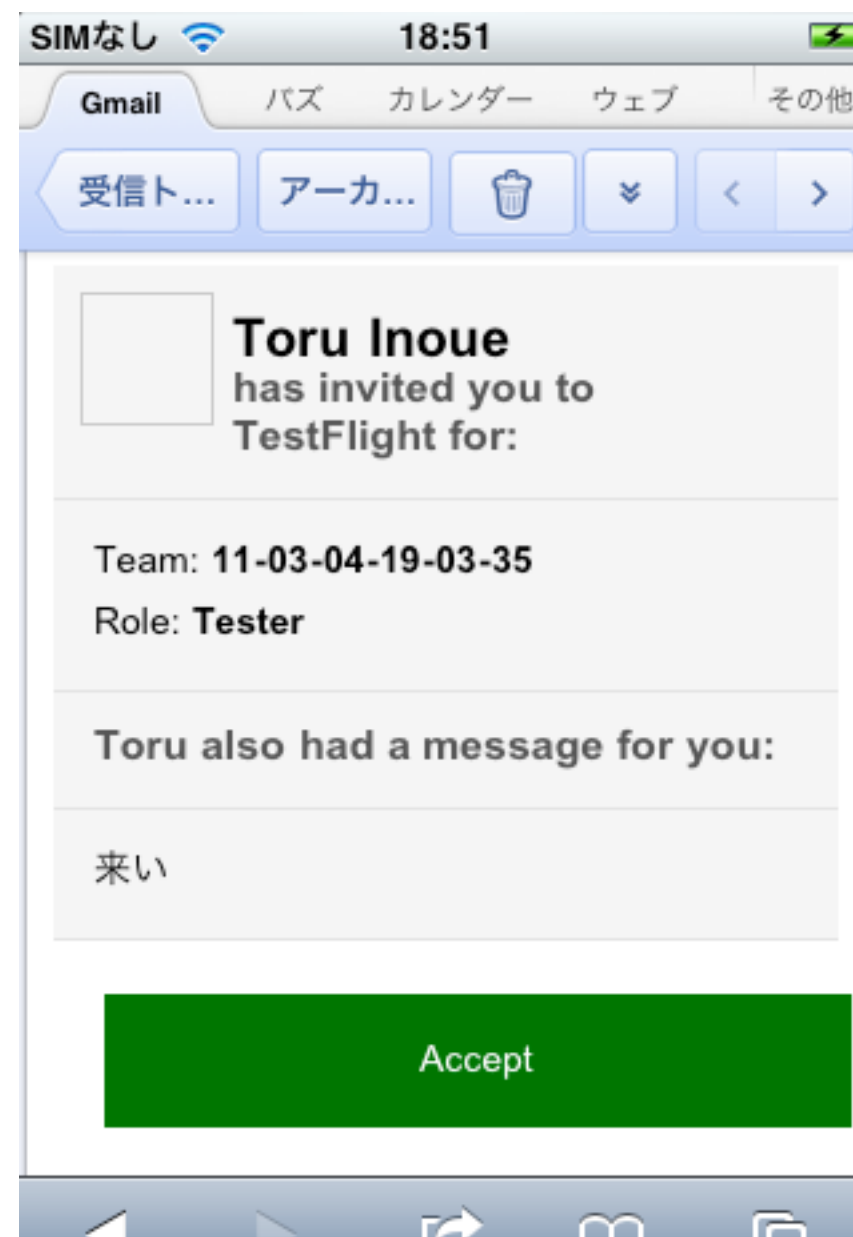 SIMなし 18:51
Gmail バズ カレンダー ウェブ その他
受信ト... アーカ...
Toru Inoue
has invited you to
TestFlight for:
Team: 11-03-04-19-03-35
Role: Tester
Toru also had a message for you:
来い
Accept